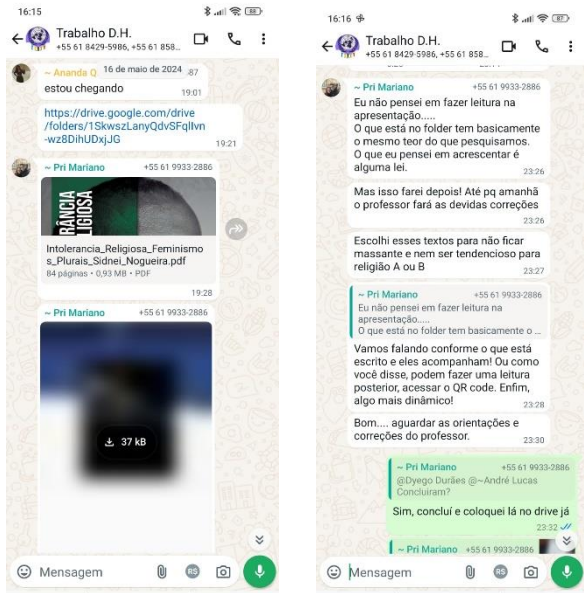 16:15
88
Trabalho D.H.
+55 61 8429-5986, +55 61 858...
~ Ananda Q
87
16 de maio de 2024
estou chegando
19:01
https://drive.google.com/drive
/folders/1SkwszLanyQdvSFqlIvn
-wz8DihUDxjJG
19:21
~ Pri Mariano +55 61 9933-2886
RÂNCIA
IGIOSA
Intolerancia_Religiosa_Feminismo
s_Plurais_Sidnei_Nogueira.pdf
84 páginas • 0,93 MB • PDF
19:28
~ Pri Mariano +55 61 9933-2886
37 kB
Mensagem
R$
16:16
87
Trabalho D.H.
+55 61 8429-5986, +55 61 858...
~ Pri Mariano +55 61 9933-2886
Eu não pensei em fazer leitura na
apresentação.....
O que está no folder tem basicamente
o mesmo teor do que pesquisamos.
O que eu pensei em acrescentar é
alguma lei.
23:26
Mas isso farei depois! Até pq amanhã
o professor fará as devidas correções
23:26
Escolhi esses textos para não ficar
massante e nem ser tendencioso para
religião A ou B
23:27
~ Pri Mariano +55 61 9933-2886
Eu não pensei em fazer leitura na
apresentação.....
O que está no folder tem basicamente o ...
Vamos falando conforme o que está
escrito e eles acompanham! Ou como
você disse, podem fazer uma leitura
posterior, acessar o QR code. Enfim,
algo mais dinâmico!
23:28
Bom.... aguardar as orientações e
correções do professor.
23:30
~ Pri Mariano +55 61 9933-2886
@Dyego Durães @~André Lucas
Concluiram?
Sim, concluí e coloquei lá no drive já
23:32
~ Pri Mariano +55 61 9933-2886
Mensagem
R$